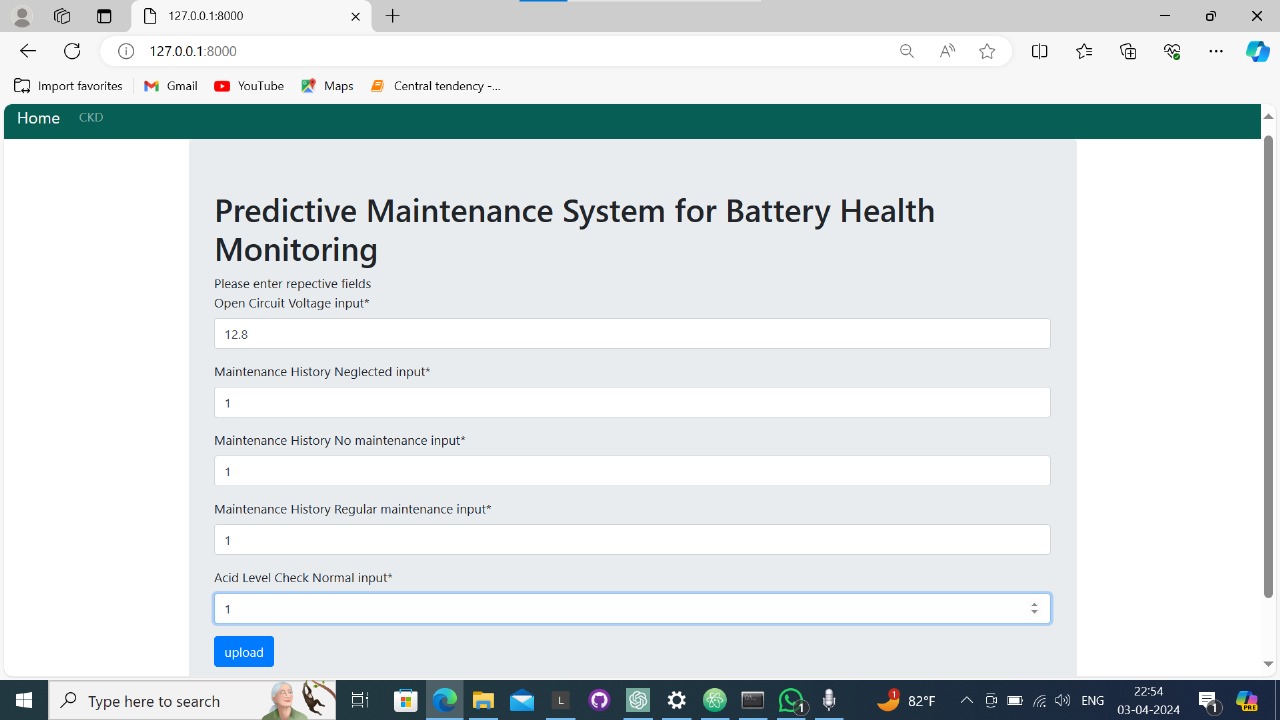 127.0.0.1:8000
127.0.0.1:8000
Import favorites Gmail YouTube Maps Central tendency -...
Home CKD
Predictive Maintenance System for Battery Health
Monitoring
Please enter repective fields
Open Circuit Voltage input*
12.8
Maintenance History Neglected input*
1
Maintenance History No maintenance input*
1
Maintenance History Regular maintenance input*
1
Acid Level Check Normal input*
1
upload
Type here to search L 1 1 82°F ENG 22:54 1 PRE
03-04-2024